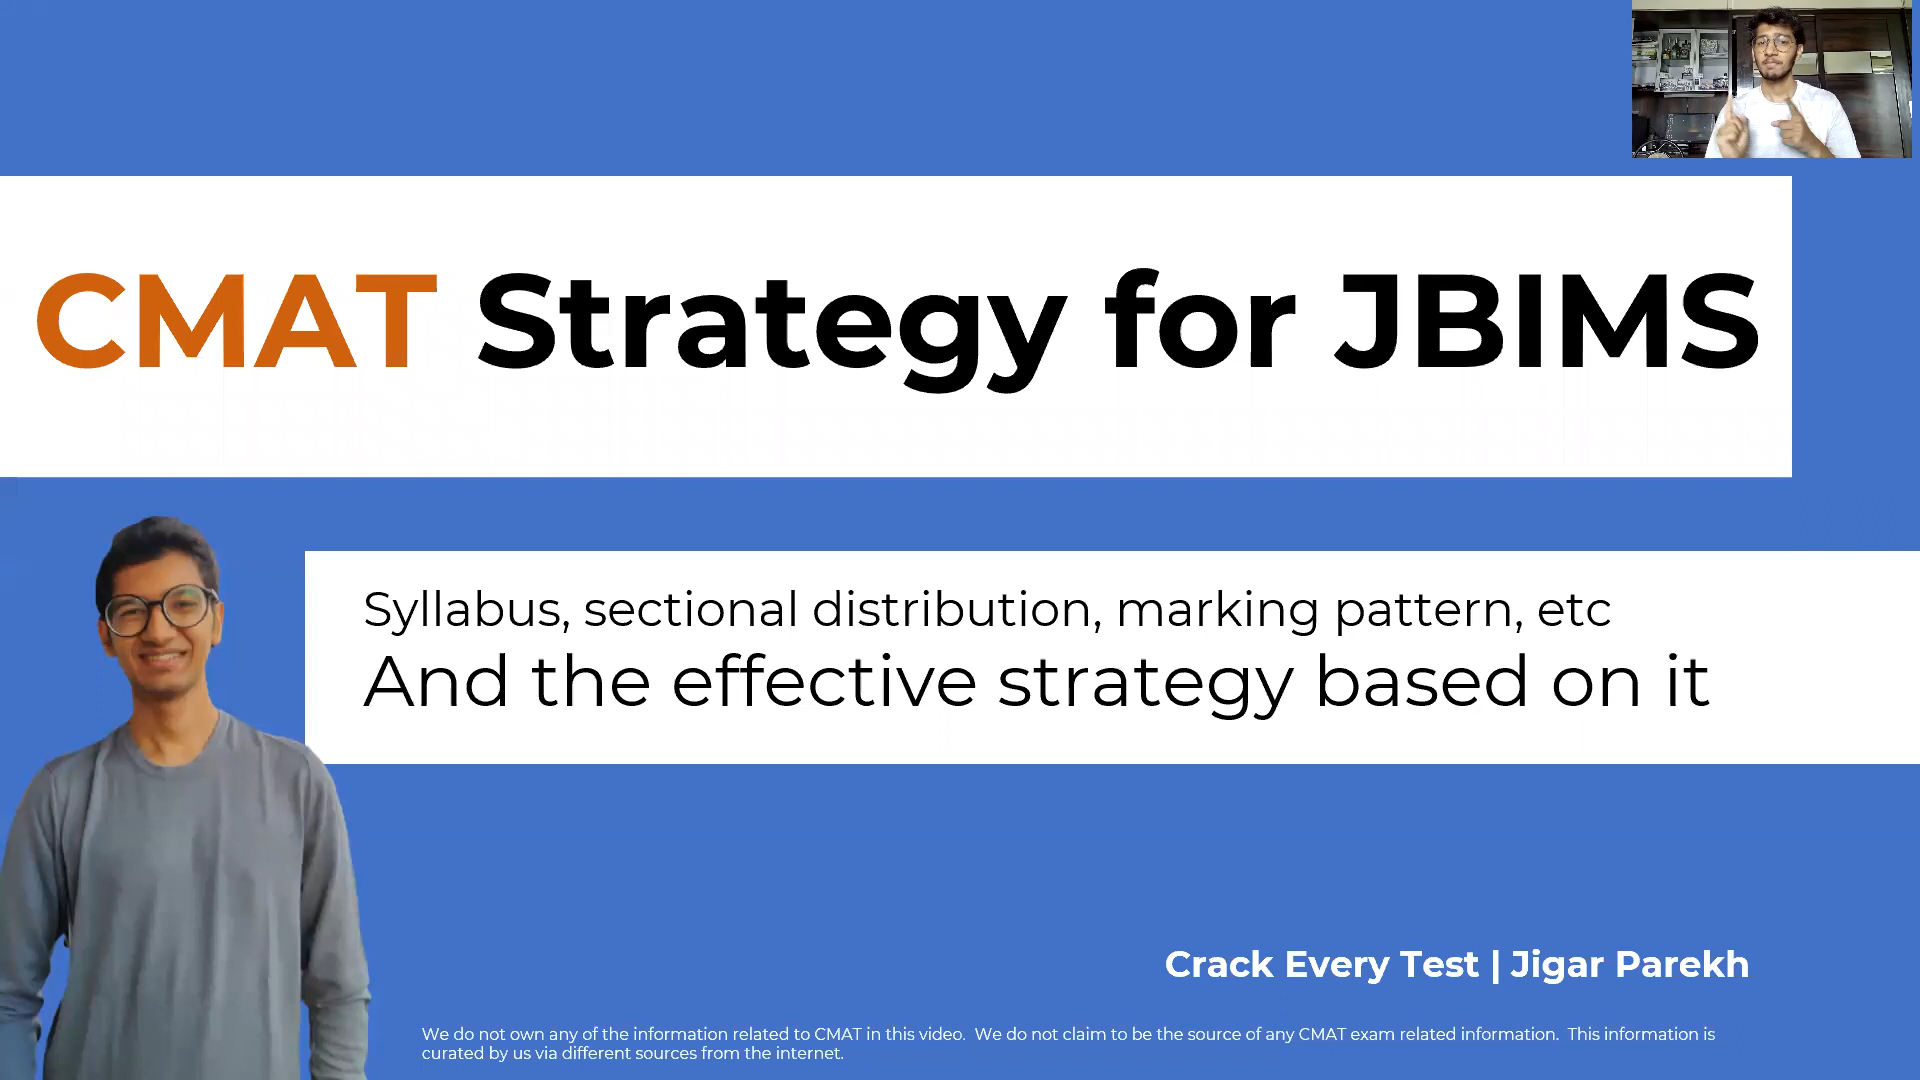 CMAT Strategy for JBIMS
Syllabus, sectional distribution, marking pattern, etc
And the effective strategy based on it
Crack Every Test | Jigar Parekh
We do not own any of the information related to CMAT in this video. We do not claim to be the source of any CMAT exam related information. This information is
curated by us via different sources from the internet.